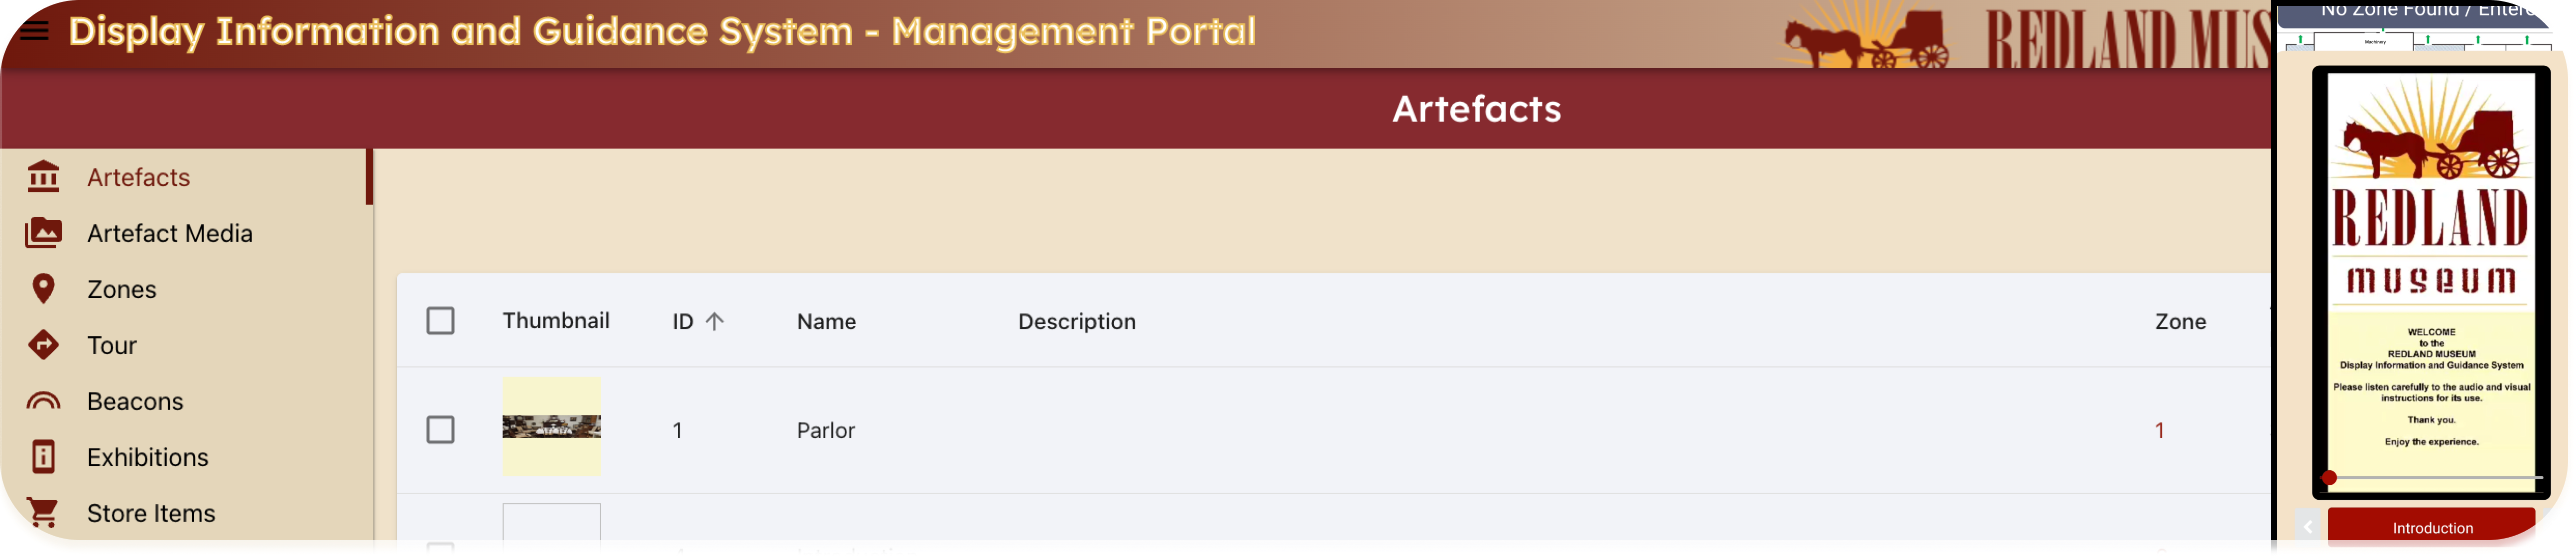 Display Information and Guidance System - Management Portal
REDLAND MUS
Artefacts
Artefacts
Artefact Media
Zones
Tour
Beacons
Exhibitions
Store Items
Thumbnail ID Name Description Zone
1 Parlor 1
No Zone Found / Entere
Machinery
REDLAND
museum
WELCOME
to the
REDLAND MUSEUM
Display Information and Guidance System
Please listen carefully to the audio and visual
instructions for its use.
Thank you.
Enjoy the experience.
Introduction